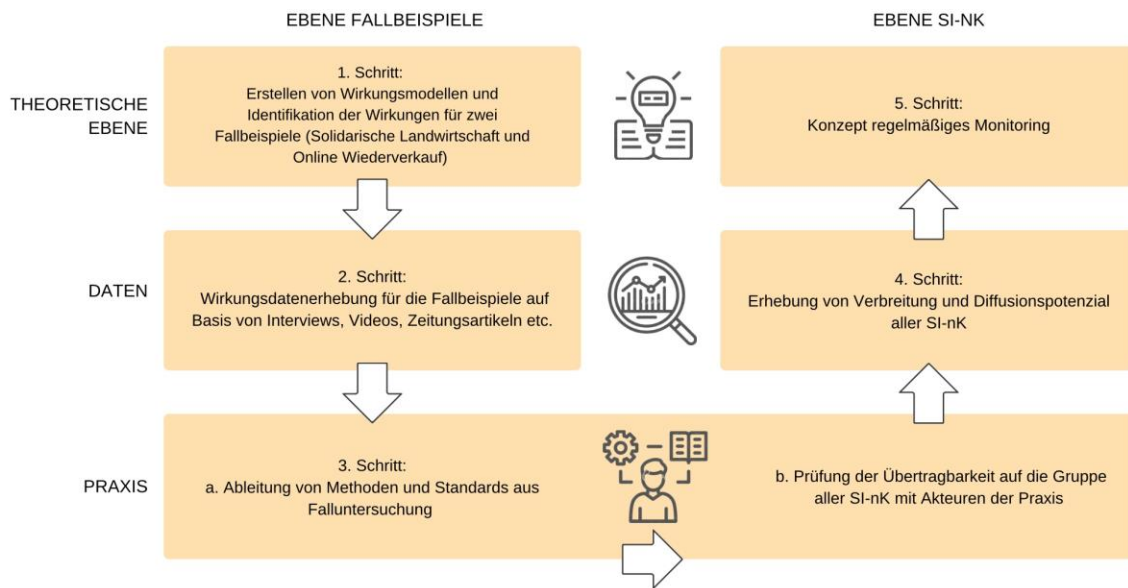 EBENE FALLBEISPIELE
EBENE SI-NK
THEORETISCHE
EBENE
1. Schritt:
Erstellen von Wirkungsmodellen und
Identifikation der Wirkungen für zwei
Fallbeispiele (Solidarische Landwirtschaft und
Online Wiederverkauf)
5. Schritt:
Konzept regelmäßiges Monitoring
DATEN
2. Schritt:
Wirkungsdatenerhebung für die Fallbeispiele auf
Basis von Interviews, Videos, Zeitungsartikeln etc.
4. Schritt:
Erhebung von Verbreitung und Diffusionspotenzial
aller SI-nK
PRAXIS
3. Schritt:
a. Ableitung von Methoden und Standards aus
Falluntersuchung
b. Prüfung der Übertragbarkeit auf die Gruppe
aller SI-nK mit Akteuren der Praxis